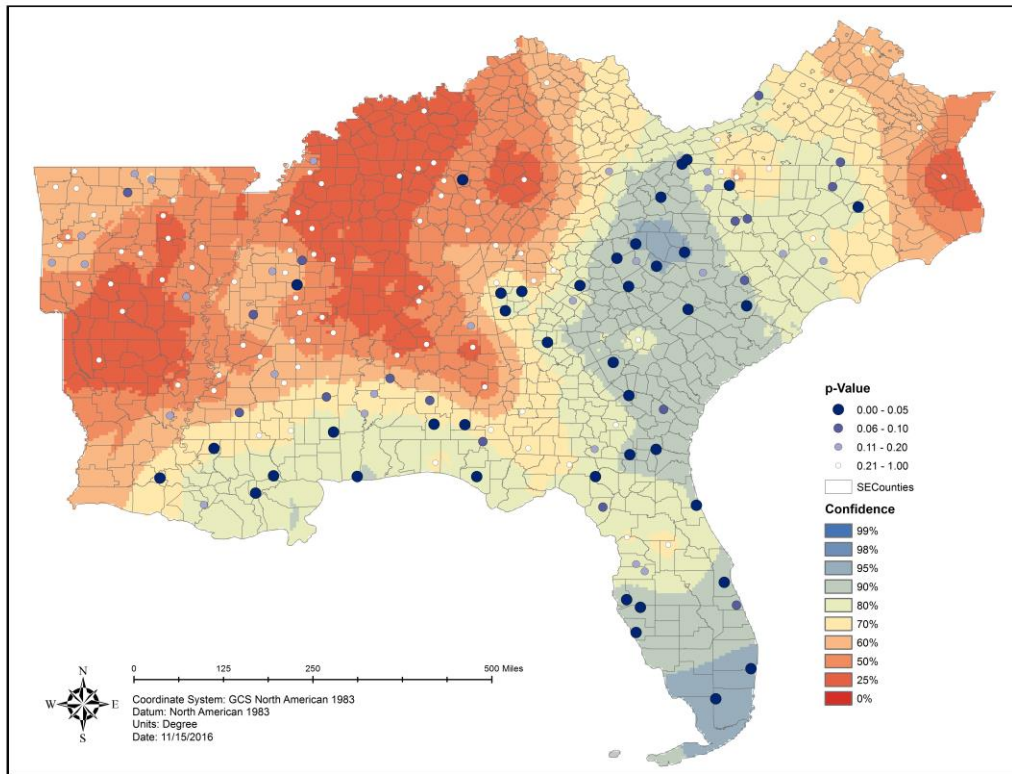 p-Value
0.00 - 0.05
0.06 - 0.10
0.11 - 0.20
0.21 - 1.00
SECounties
Confidence
99%
98%
95%
90%
80%
70%
60%
50%
25%
0%
0 125 250 500 Miles
N
W E
S
Coordinate System: GCS North American 1983
Datum: North American 1983
Units: Degree
Date: 11/15/2016